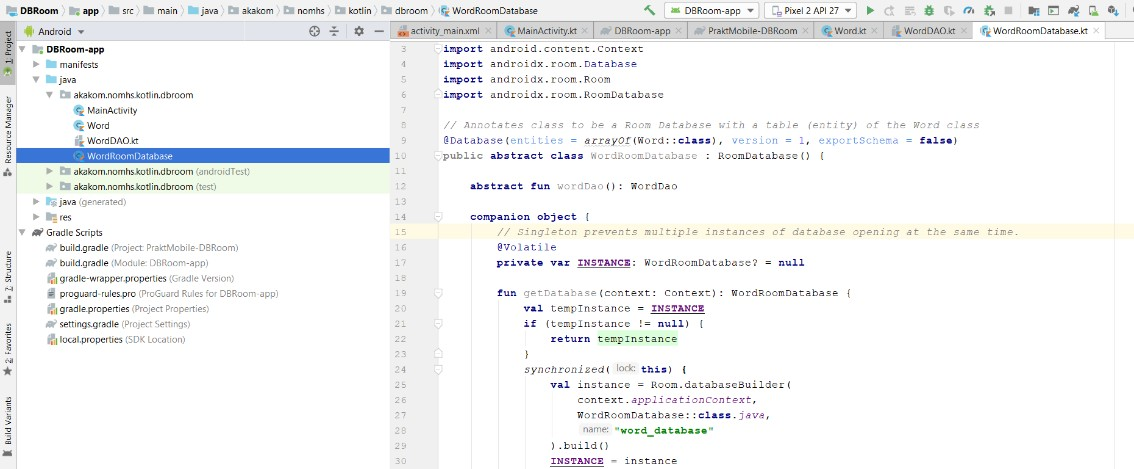 DBRoom app src main java akakom nomhs kotlin dbroom WordRoomDatabase DBRoom-app Pixel 2 API 27
Android
activity_main.xml MainActivity.kt DBRoom-app PraktMobile-DBRoom Word.kt WordDAO.kt WordRoomDatabase.kt
1: Project
Resource Manager
7: Structure
2: Favorites
Build Variants
DBRoom-app
manifests
java
akakom.nomhs.kotlin.dbroom
MainActivity
Word
WordDAO.kt
WordRoomDatabase
akakom.nomhs.kotlin.dbroom (androidTest)
akakom.nomhs.kotlin.dbroom (test)
java (generated)
res
Gradle Scripts
build.gradle (Project: PraktMobile-DBRoom)
build.gradle (Module: DBRoom-app)
gradle-wrapper.properties (Gradle Version)
proguard-rules.pro (ProGuard Rules for DBRoom-app)
gradle.properties (Project Properties)
settings.gradle (Project Settings)
local.properties (SDK Location)
3 import android.content.Context
4 import androidx.room.Database
5 import androidx.room.Room
6 import androidx.room.RoomDatabase
7
8 // Annotates class to be a Room Database with a table (entity) of the Word class
9 @Database(entities = arrayOf(Word::class), version = 1, exportSchema = false)
10 public abstract class WordRoomDatabase : RoomDatabase() {
11
12 abstract fun wordDao(): WordDao
13
14 companion object {
15 // Singleton prevents multiple instances of database opening at the same time.
16 @Volatile
17 private var INSTANCE: WordRoomDatabase? = null
18
19 fun getDatabase(context: Context): WordRoomDatabase {
20 val tempInstance = INSTANCE
21 if (tempInstance != null) {
22 return tempInstance
23 }
24 synchronized( lock: this) {
25 val instance = Room.databaseBuilder(
26 context.applicationContext,
27 WordRoomDatabase::class.java,
28 name: "word_database"
29 ).build()
30 INSTANCE = instance